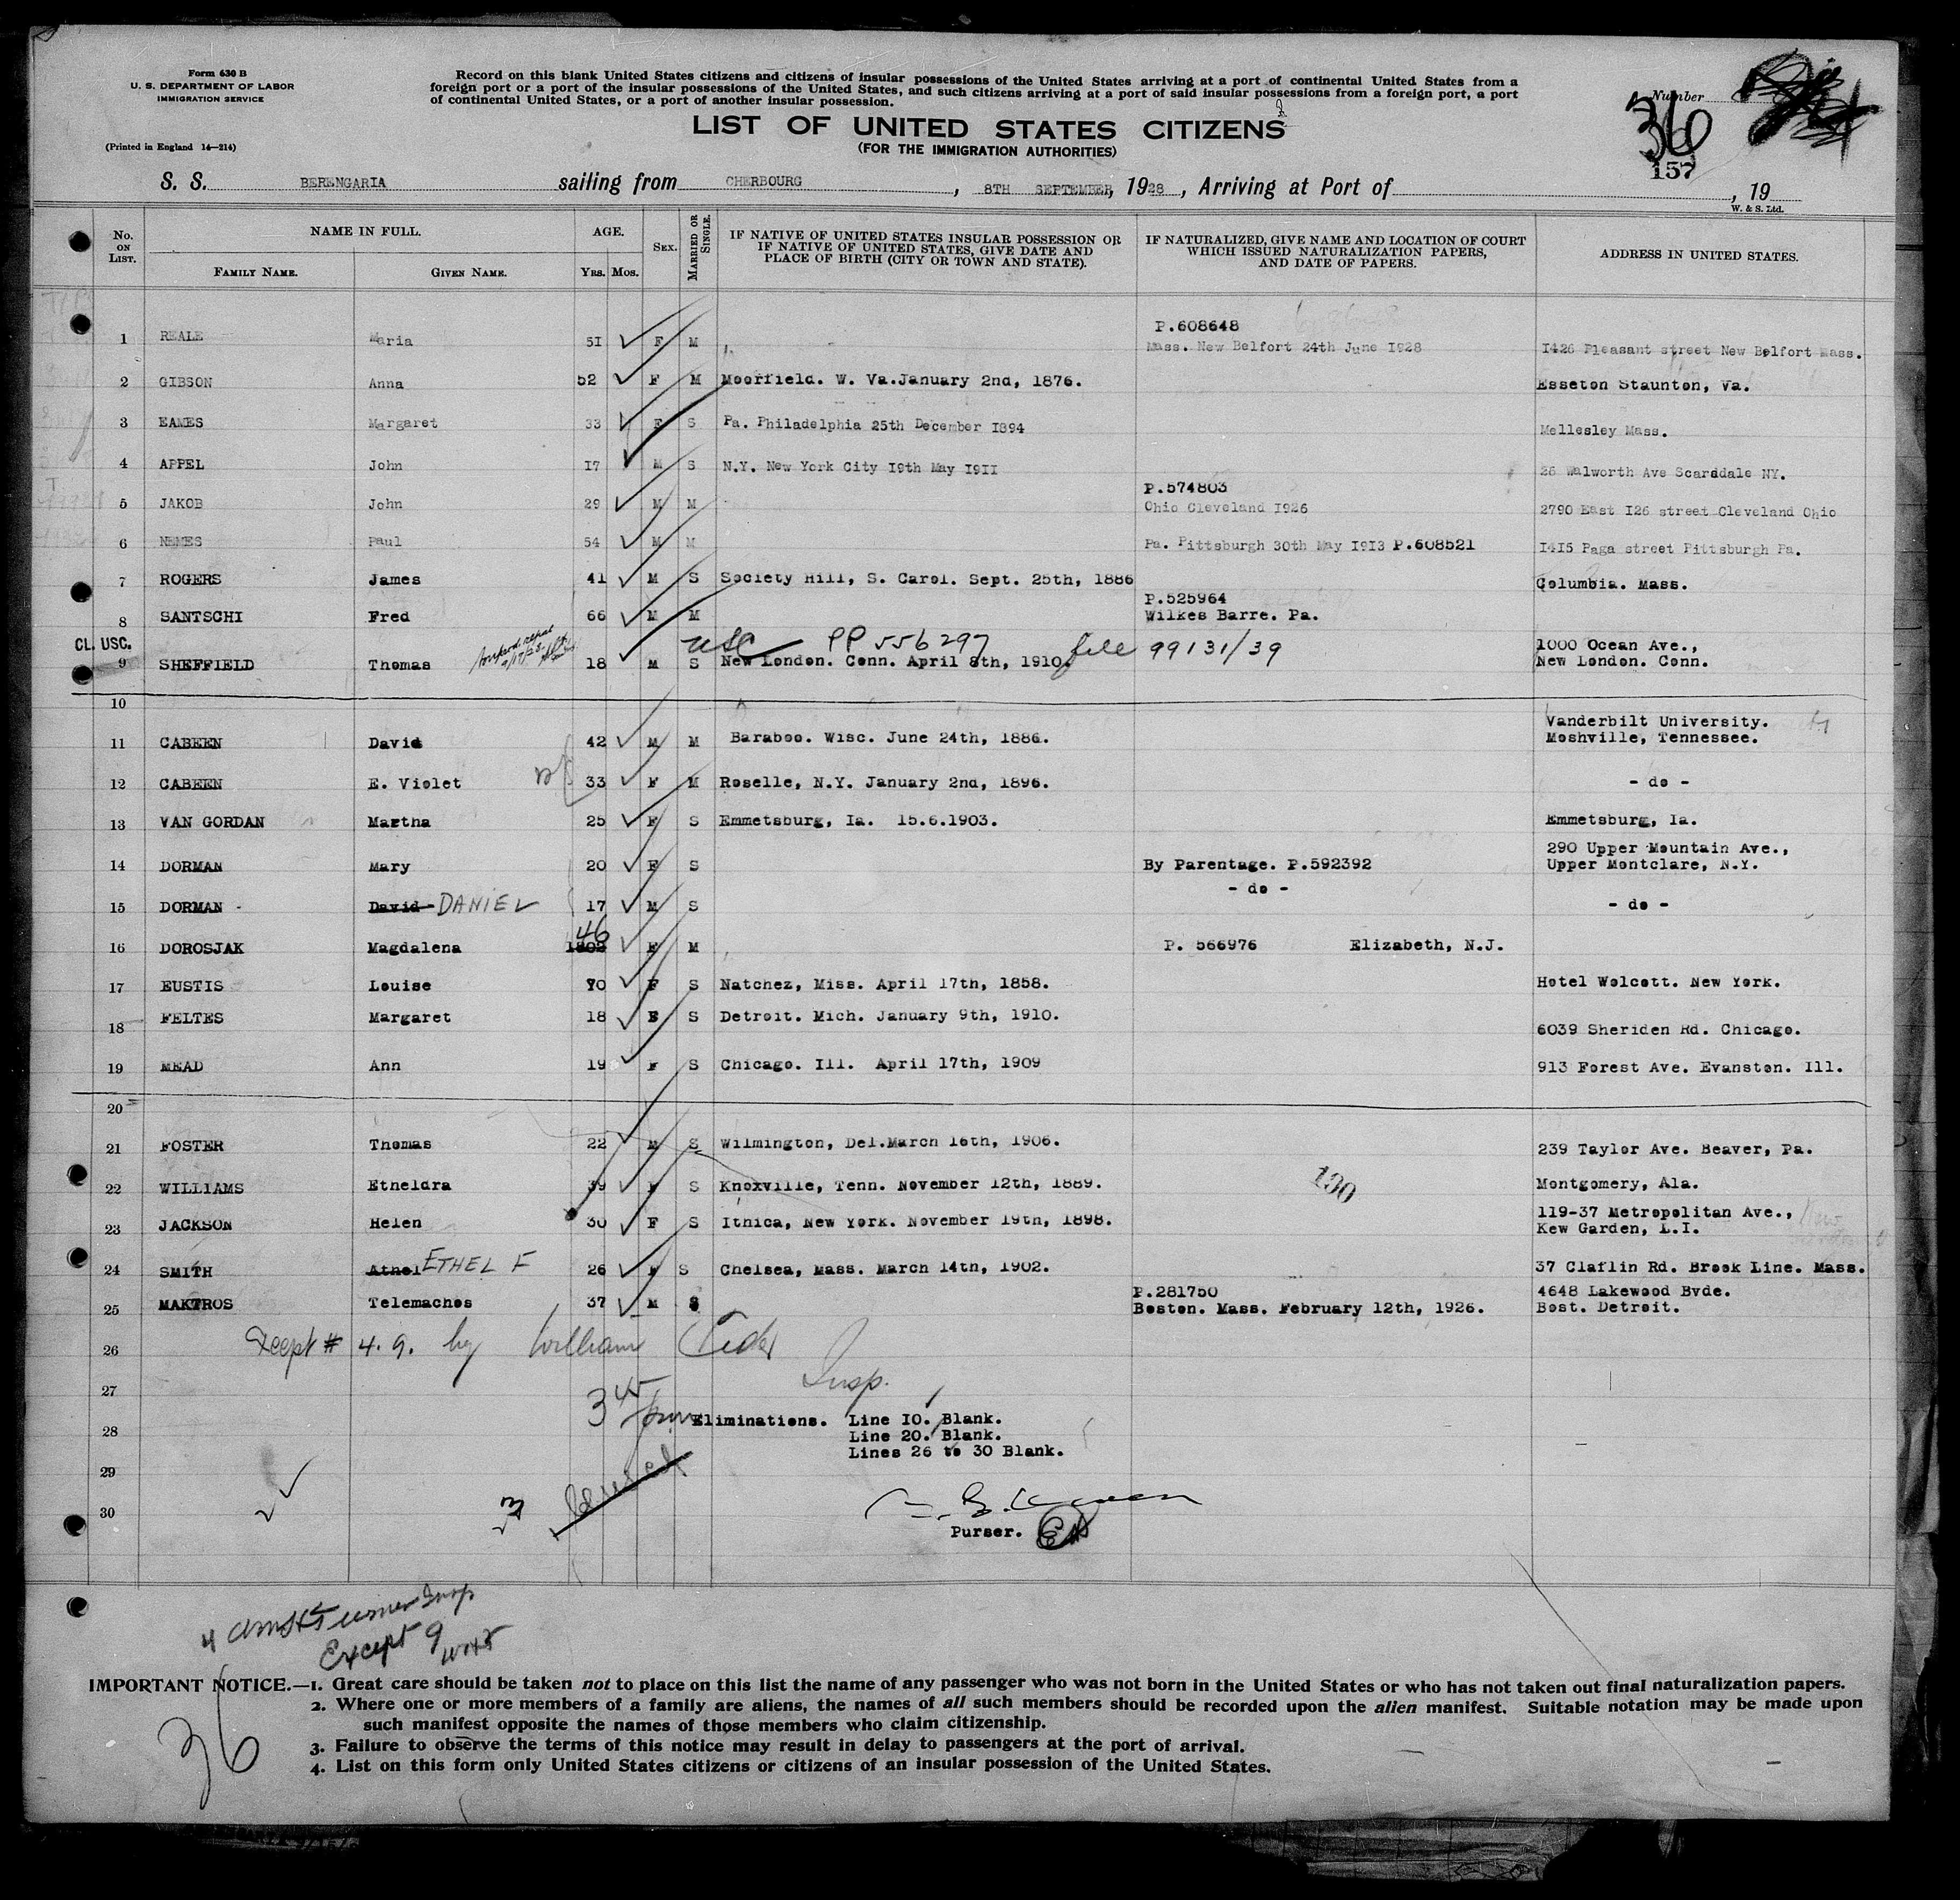 Form 630 B
U. S. DEPARTMENT OF LABOR
IMMIGRATION SERVICE
(Printed in England 14—214)
Record on this blank United States citizens and citizens of insular possessions of the United States arriving at a port of continental United States from a
foreign port or a port of the insular possessions of the United States, and such citizens arriving at a port of said insular possessions from a foreign port, a port
of continental United States, or a port of another insular possession.
LIST OF UNITED STATES CITIZENS
(FOR THE IMMIGRATION AUTHORITIES)
Number
36
157
S. S. BERENGARIA sailing from CHERBOURG, 8TH SEPTEMBER, 1928, Arriving at Port of , 19
W. & S. Ltd.
No. ON LIST.
NAME IN FULL.
FAMILY NAME. GIVEN NAME.
AGE.
YRS. MOS.
SEX.
MARRIED OR SINGLE.
IF NATIVE OF UNITED STATES INSULAR POSSESSION OR
IF NATIVE OF UNITED STATES, GIVE DATE AND
PLACE OF BIRTH (CITY OR TOWN AND STATE).
IF NATURALIZED, GIVE NAME AND LOCATION OF COURT
WHICH ISSUED NATURALIZATION PAPERS,
AND DATE OF PAPERS.
ADDRESS IN UNITED STATES.
P.608648
1 REALE Maria 51 F M Mass. New Belfort 24th June 1928 1426 Pleasant street New Belfort Mass.
2 GIBSON Anna 52 F M Moorfield. W. Va.January 2nd, 1876. Esseton Staunton, Va.
3 EAMES Margaret 33 F S Pa. Philadelphia 25th December 1894 Mellesley Mass.
4 APPEL John 17 M S N.Y. New York City 19th May 1911 26 Walworth Ave Scarddale NY.
P.574803
5 JAKOB John 29 M M Ohio Cleveland 1926 2790 East 126 street Cleveland Ohio
6 NEMES Paul 54 M M Pa. Pittsburgh 30th May 1913 P.608521 1415 Paga street Pittsburgh Pa.
7 ROGERS James 41 M S Society Hill, S. Carol. Sept. 25th, 1886 Columbia. Mass.
P.525964
8 SANTSCHI Fred 66 M M Wilkes Barre. Pa.
CL. USC. USC PP 556297 file 99131/39 1000 Ocean Ave.,
9 SHEFFIELD Thomas 18 M S New London. Conn. April 8th, 1910. New London. Conn.
10
Vanderbilt University.
11 CABEEN David 42 M M Baraboo. Wisc. June 24th, 1886. Moshville, Tennessee.
12 CABEEN E. Violet 33 F M Roselle, N.Y. January 2nd, 1896. - do -
13 VAN GORDAN Martha 25 F S Emmetsburg, Ia. 15.6.1903. Emmetsburg, Ia.
290 Upper Mountain Ave.,
14 DORMAN Mary 20 F S By Parentage. P.592392 Upper Montclare, N.Y.
- do -
15 DORMAN - David DANIEL 17 M S - do -
46
16 DOROSJAK Magdalena F M P. 566976 Elizabeth, N.J.
17 EUSTIS Louise 70 F S Natchez, Miss. April 17th, 1858. Hotel Wolcott. New York.
18 FELTES Margaret 18 F S Detroit. Mich. January 9th, 1910. 6039 Sheriden Rd. Chicago.
19 MEAD Ann 19 F S Chicago. Ill. April 17th, 1909 913 Forest Ave. Evanston. Ill.
20
21 FOSTER Thomas 22 M S Wilmington, Del.March 16th, 1906. 239 Taylor Ave. Beaver, Pa.
22 WILLIAMS Etheldra 39 F S Knoxville, Tenn. November 12th, 1889. Montgomery, Ala.
119-37 Metropolitan Ave.,
23 JACKSON Helen 30 F S Ithica, New York. November 19th, 1898. Kew Garden, L.I.
24 SMITH Athel ETHEL F 26 F S Chelsea, Mass. March 14th, 1902. 37 Claflin Rd. Brook Line. Mass.
P.281750 4648 Lakewood Bvde.
25 MAKTROS Telemachos 37 M S Boston. Mass. February 12th, 1926. Bost. Detroit.
26 Except # 4. 9. by William
27 Insp.
Eliminations. Line 10. Blank.
28 Line 20. Blank.
Lines 26 to 30 Blank.
29
30
Purser.
Turner Insp
Except 9
36
IMPORTANT NOTICE.—1. Great care should be taken not to place on this list the name of any passenger who was not born in the United States or who has not taken out final naturalization papers.
2. Where one or more members of a family are aliens, the names of all such members should be recorded upon the alien manifest. Suitable notation may be made upon
such manifest opposite the names of those members who claim citizenship.
3. Failure to observe the terms of this notice may result in delay to passengers at the port of arrival.
4. List on this form only United States citizens or citizens of an insular possession of the United States.